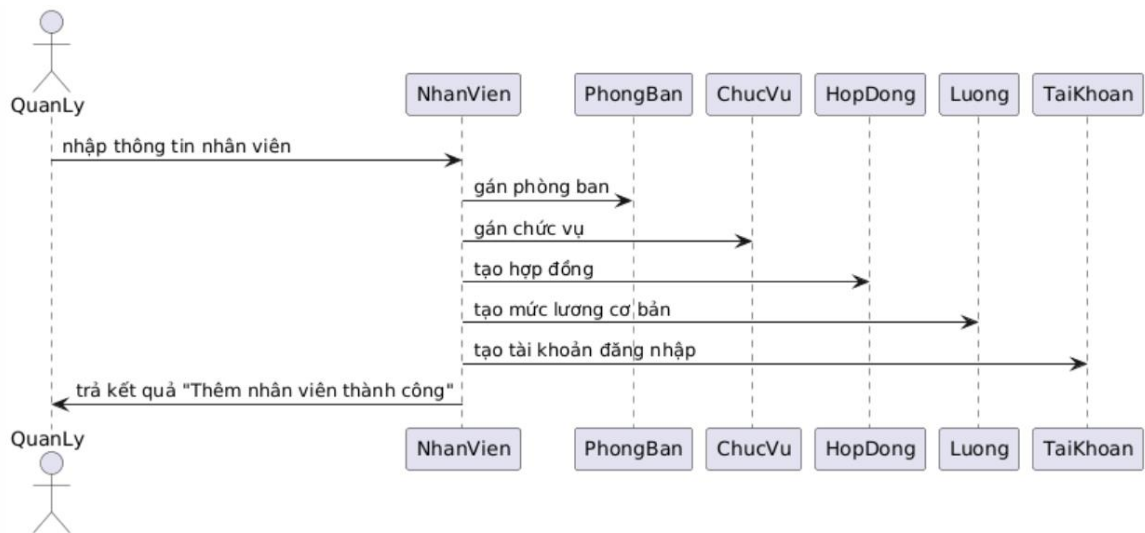 QuanLy
NhanVien
PhongBan
ChucVu
HopDong
Luong
TaiKhoan
nhập thông tin nhân viên
gán phòng ban
gán chức vụ
tạo hợp đồng
tạo mức lương cơ bản
tạo tài khoản đăng nhập
trả kết quả "Thêm nhân viên thành công"
QuanLy
NhanVien
PhongBan
ChucVu
HopDong
Luong
TaiKhoan